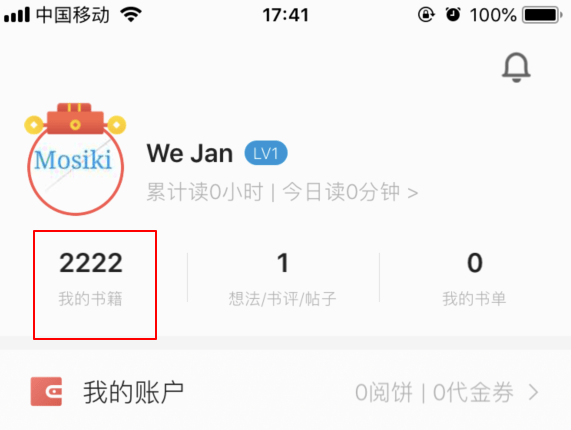 中国移动 17:41 100%
Mosiki
We Jan LV1
累计读0小时 | 今日读0分钟 >
2222 1 0
我的书籍 想法/书评/帖子 我的书单
我的账户 0阅饼 | 0代金券 >